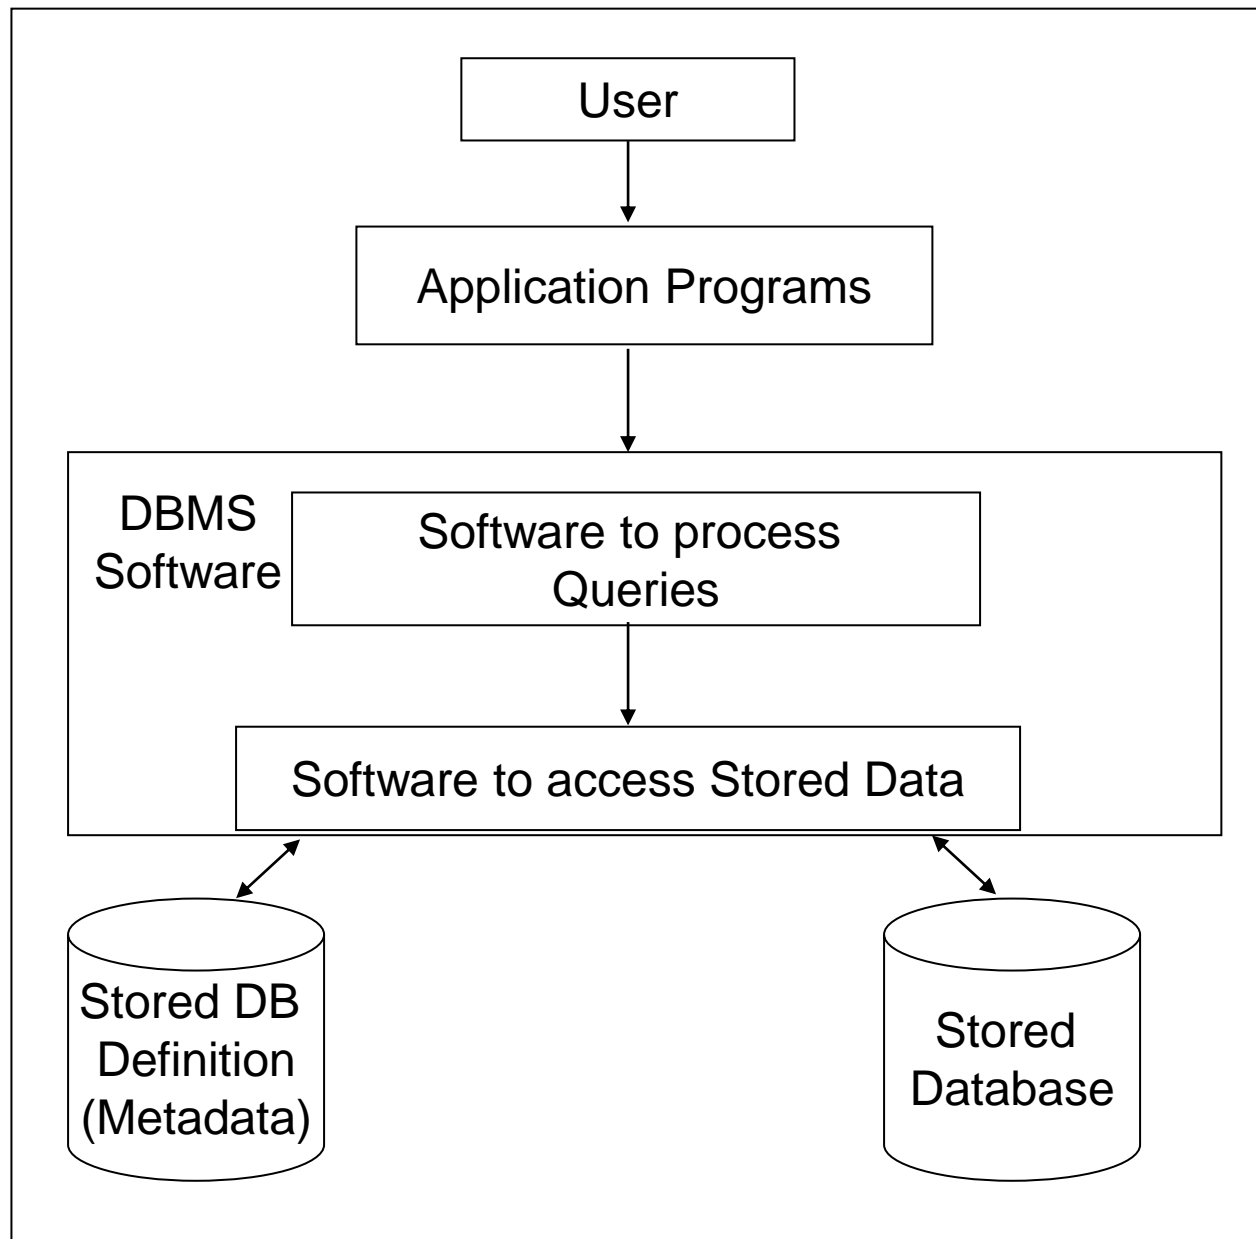 User
Application Programs
DBMS
Software
Software to process
Queries
Software to access Stored Data
Stored DB
Definition
(Metadata)
Stored
Database